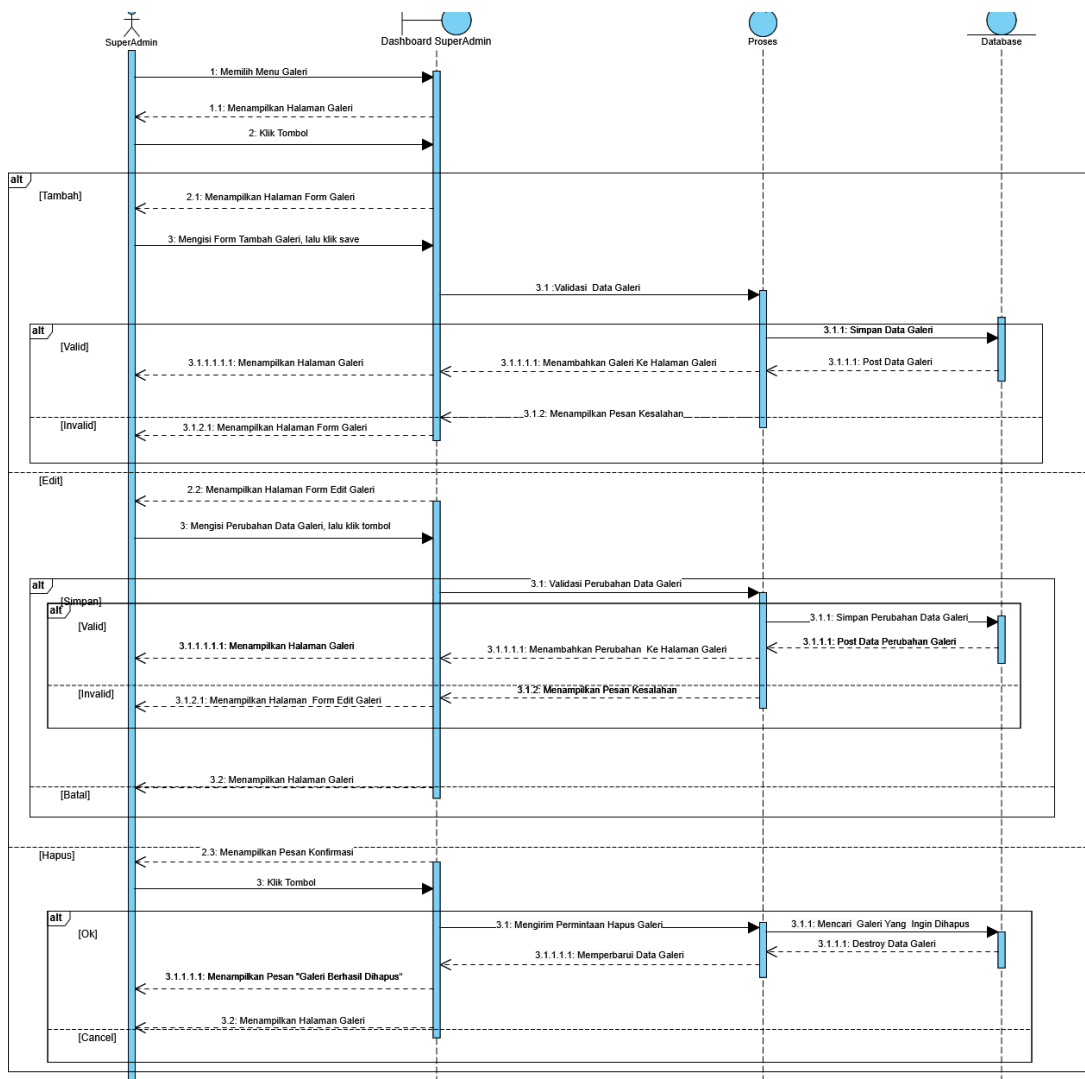 SuperAdmin
Dashboard SuperAdmin
Proses
Database
1: Memilih Menu Galeri
1.1: Menampilkan Halaman Galeri
2: Klik Tombol
alt
[Tambah]
2.1: Menampilkan Halaman Form Galeri
3: Mengisi Form Tambah Galeri, lalu klik save
3.1 :Validasi Data Galeri
alt
[Valid]
3.1.1: Simpan Data Galeri
3.1.1.1: Post Data Galeri
3.1.1.1.1: Menambahkan Galeri Ke Halaman Galeri
3.1.1.1.1.1: Menampilkan Halaman Galeri
3.1.2: Menampilkan Pesan Kesalahan
[Invalid]
3.1.2.1: Menampilkan Halaman Form Galeri
[Edit]
2.2: Menampilkan Halaman Form Edit Galeri
3: Mengisi Perubahan Data Galeri, lalu klik tombol
alt
3.1: Validasi Perubahan Data Galeri
[Simpan]
alt
[Valid]
3.1.1: Simpan Perubahan Data Galeri
3.1.1.1: Post Data Perubahan Galeri
3.1.1.1.1: Menambahkan Perubahan Ke Halaman Galeri
3.1.1.1.1.1: Menampilkan Halaman Galeri
[Invalid]
3.1.2: Menampilkan Pesan Kesalahan
3.1.2.1: Menampilkan Halaman Form Edit Galeri
3.2: Menampilkan Halaman Galeri
[Batal]
[Hapus]
2.3: Menampilkan Pesan Konfirmasi
3: Klik Tombol
alt
[Ok]
3.1: Mengirim Permintaan Hapus Galeri
3.1.1: Mencari Galeri Yang Ingin Dihapus
3.1.1.1: Destroy Data Galeri
3.1.1.1.1: Memperbarui Data Galeri
3.1.1.1.1: Menampilkan Pesan "Galeri Berhasil Dihapus"
3.2: Menampilkan Halaman Galeri
[Cancel]